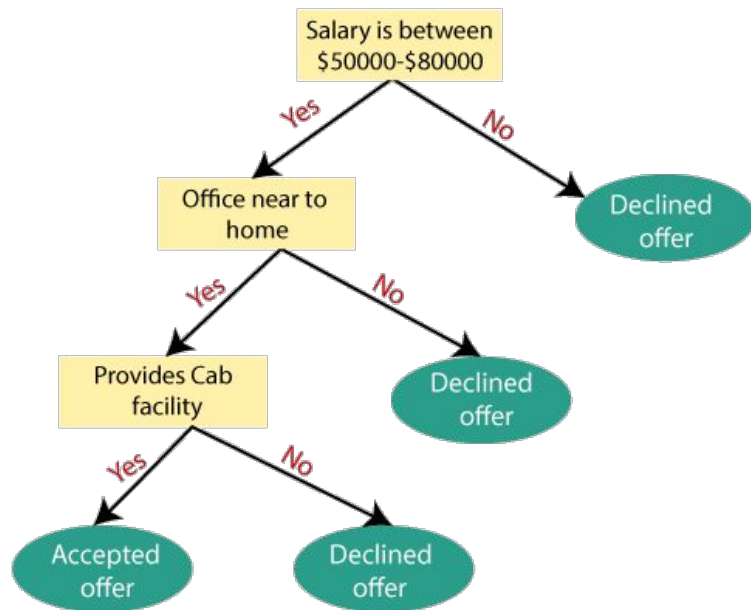 Salary is between
$50000-$80000
Yes
No
Office near to
home
Declined
offer
Yes
No
Provides Cab
facility
Declined
offer
Yes
No
Accepted
offer
Declined
offer